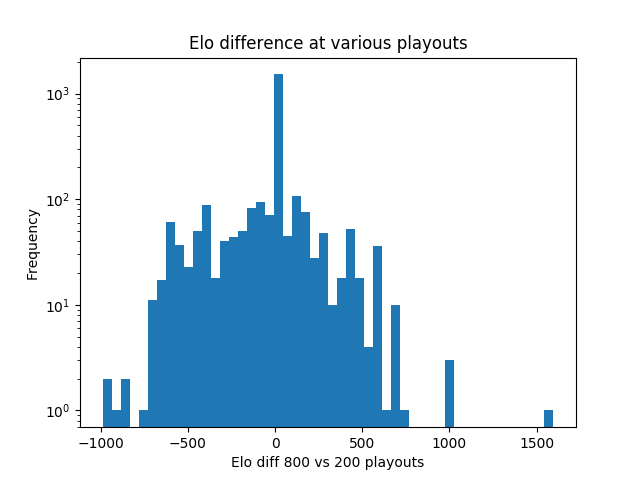 Elo difference at various playouts
Frequency
10³
10²
10¹
10⁰
−1000 −500 0 500 1000 1500
Elo diff 800 vs 200 playouts